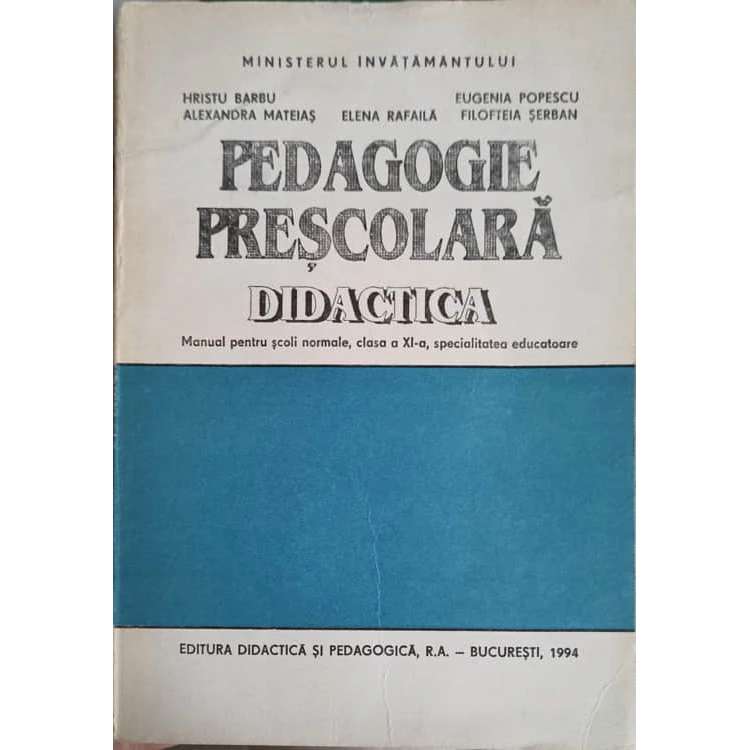 MINISTERUL INVĂȚĂMÂNTULUI
HRISTU BARBU EUGENIA POPESCU
ALEXANDRA MATEIAȘ ELENA RAFAILĂ FILOFTEIA ȘERBAN
PEDAGOGIE
PREȘCOLARĂ
DIDACTICA
Manual pentru școli normale, clasa a XI-a, specialitatea educatoare
EDITURA DIDACTICĂ ȘI PEDAGOGICĂ, R.A. – BUCUREȘTI, 1994